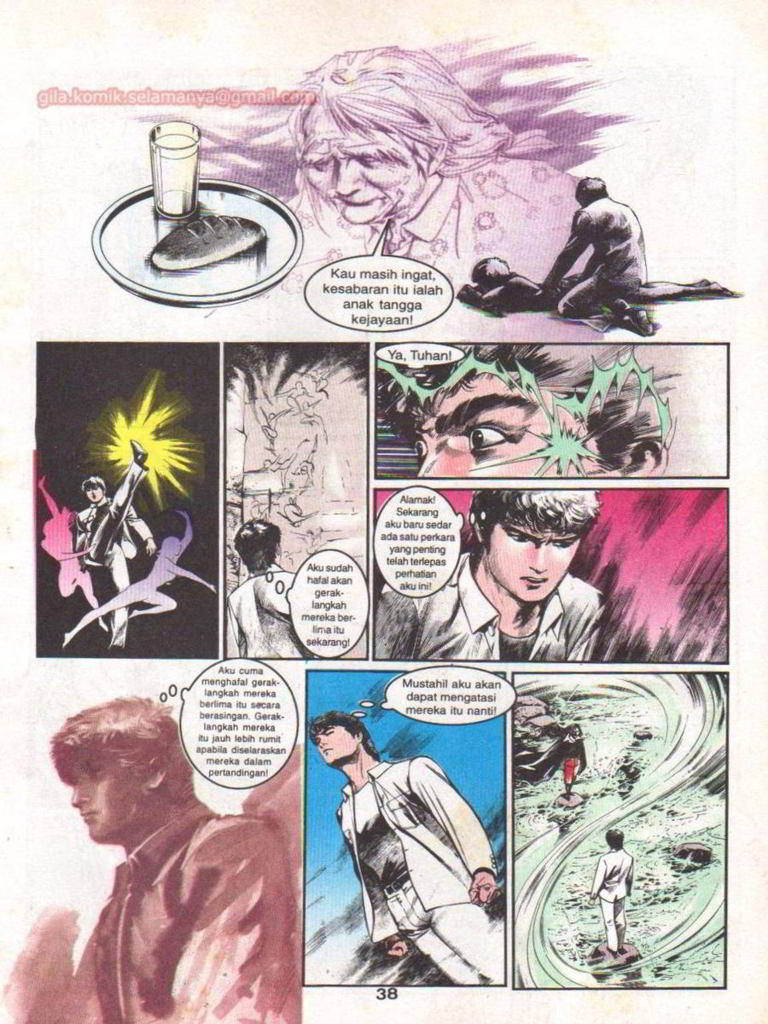 gila.komik.selamanya@gmail.com
Kau masih ingat,
kesabaran itu ialah
anak tangga
kejayaan!
Ya, Tuhan!
Aku sudah
hafal akan
gerak-
langkah
mereka ber-
lima itu
sekarang!
Alamak!
Sekarang
aku baru sedar
ada satu perkara
yang penting
telah terlepas
perhatian
aku ini!
Aku cuma
menghafal gerak-
langkah mereka
berlima itu secara
berasingan. Gerak-
langkah mereka
itu jauh lebih rumit
apabila diselaraskan
mereka dalam
pertandingan!
Mustahil aku akan
dapat mengatasi
mereka itu nanti!
38